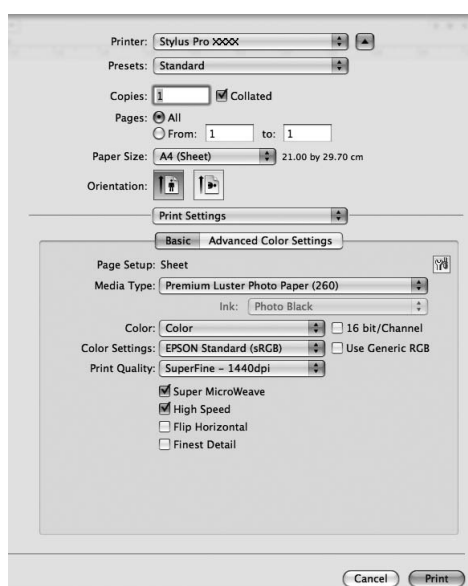 Printer: Stylus Pro XXXX
Presets: Standard
Copies: 1 Collated
Pages: All
From: 1 to: 1
Paper Size: A4 (Sheet) 21.00 by 29.70 cm
Orientation:
Print Settings
Basic Advanced Color Settings
Page Setup: Sheet
Media Type: Premium Luster Photo Paper (260)
Ink: Photo Black
Color: Color 16 bit/Channel
Color Settings: EPSON Standard (sRGB) Use Generic RGB
Print Quality: SuperFine – 1440dpi
Super MicroWeave
High Speed
Flip Horizontal
Finest Detail
Cancel Print